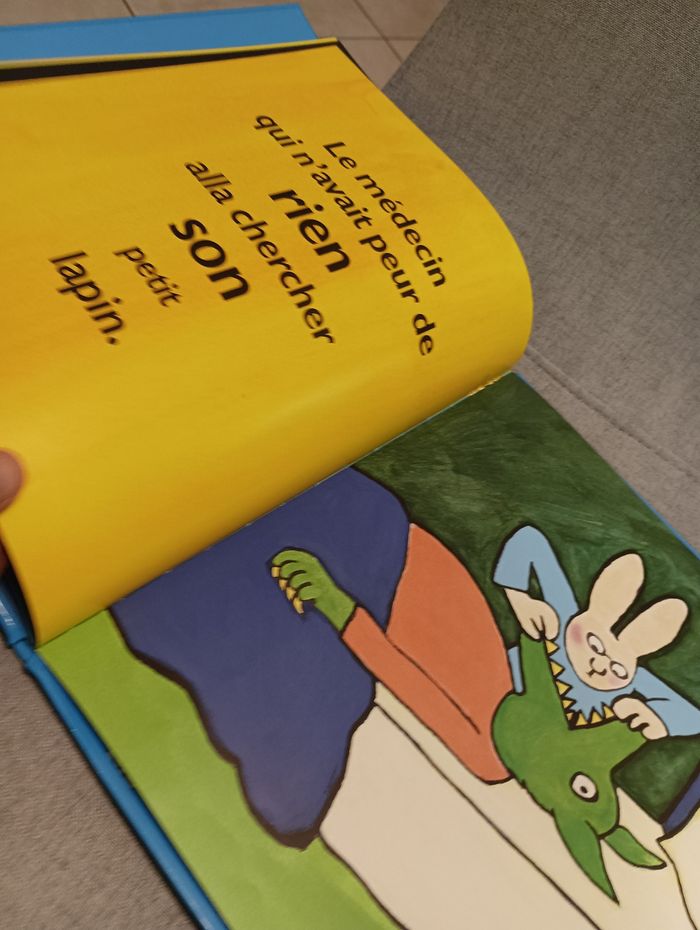 Le médecin
qui n'avait peur de
rien
alla chercher
son
petit
lapin.